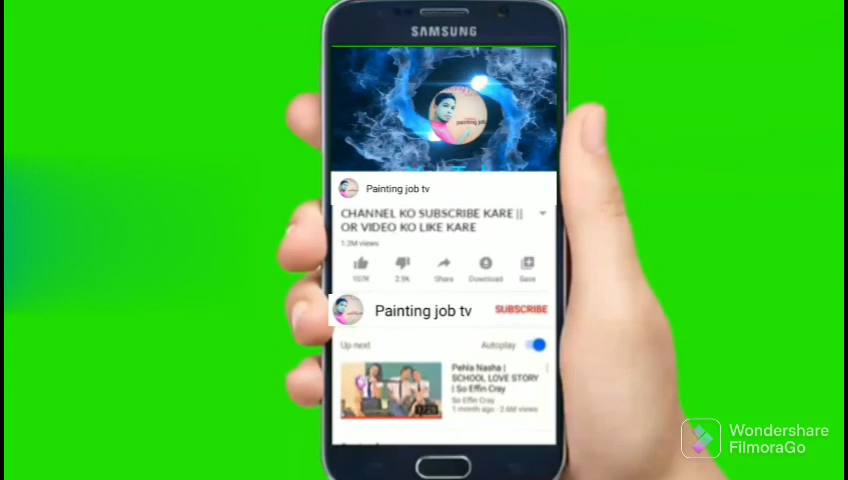 SAMSUNG
painting job
Painting job tv
CHANNEL KO SUBSCRIBE KARE ||
OR VIDEO KO LIKE KARE
1.2M views
107K
2.9K
Share
Download
Save
Painting job tv
SUBSCRIBE
Up next
Autoplay
Pehla Nasha |
SCHOOL LOVE STORY
| So Effin Cray
So Effin Cray
1 month ago · 2.6M views
Wondershare
FilmoraGo